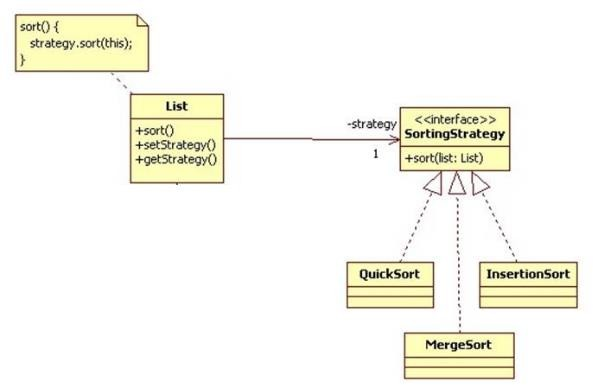 sort() {
strategy.sort(this);
}
List
+sort()
+setStrategy()
+getStrategy()
-strategy
1
<<interface>>
SortingStrategy
+sort(list: List)
QuickSort
InsertionSort
MergeSort